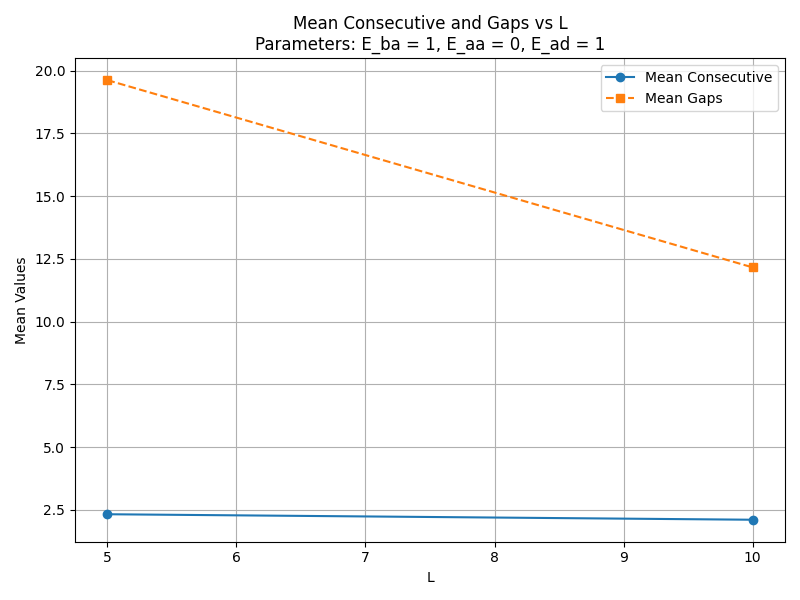 Mean Consecutive and Gaps vs L
Parameters: E_ba = 1, E_aa = 0, E_ad = 1
Mean Consecutive
Mean Gaps
Mean Values
20.0
17.5
15.0
12.5
10.0
7.5
5.0
2.5
5
6
7
8
9
10
L